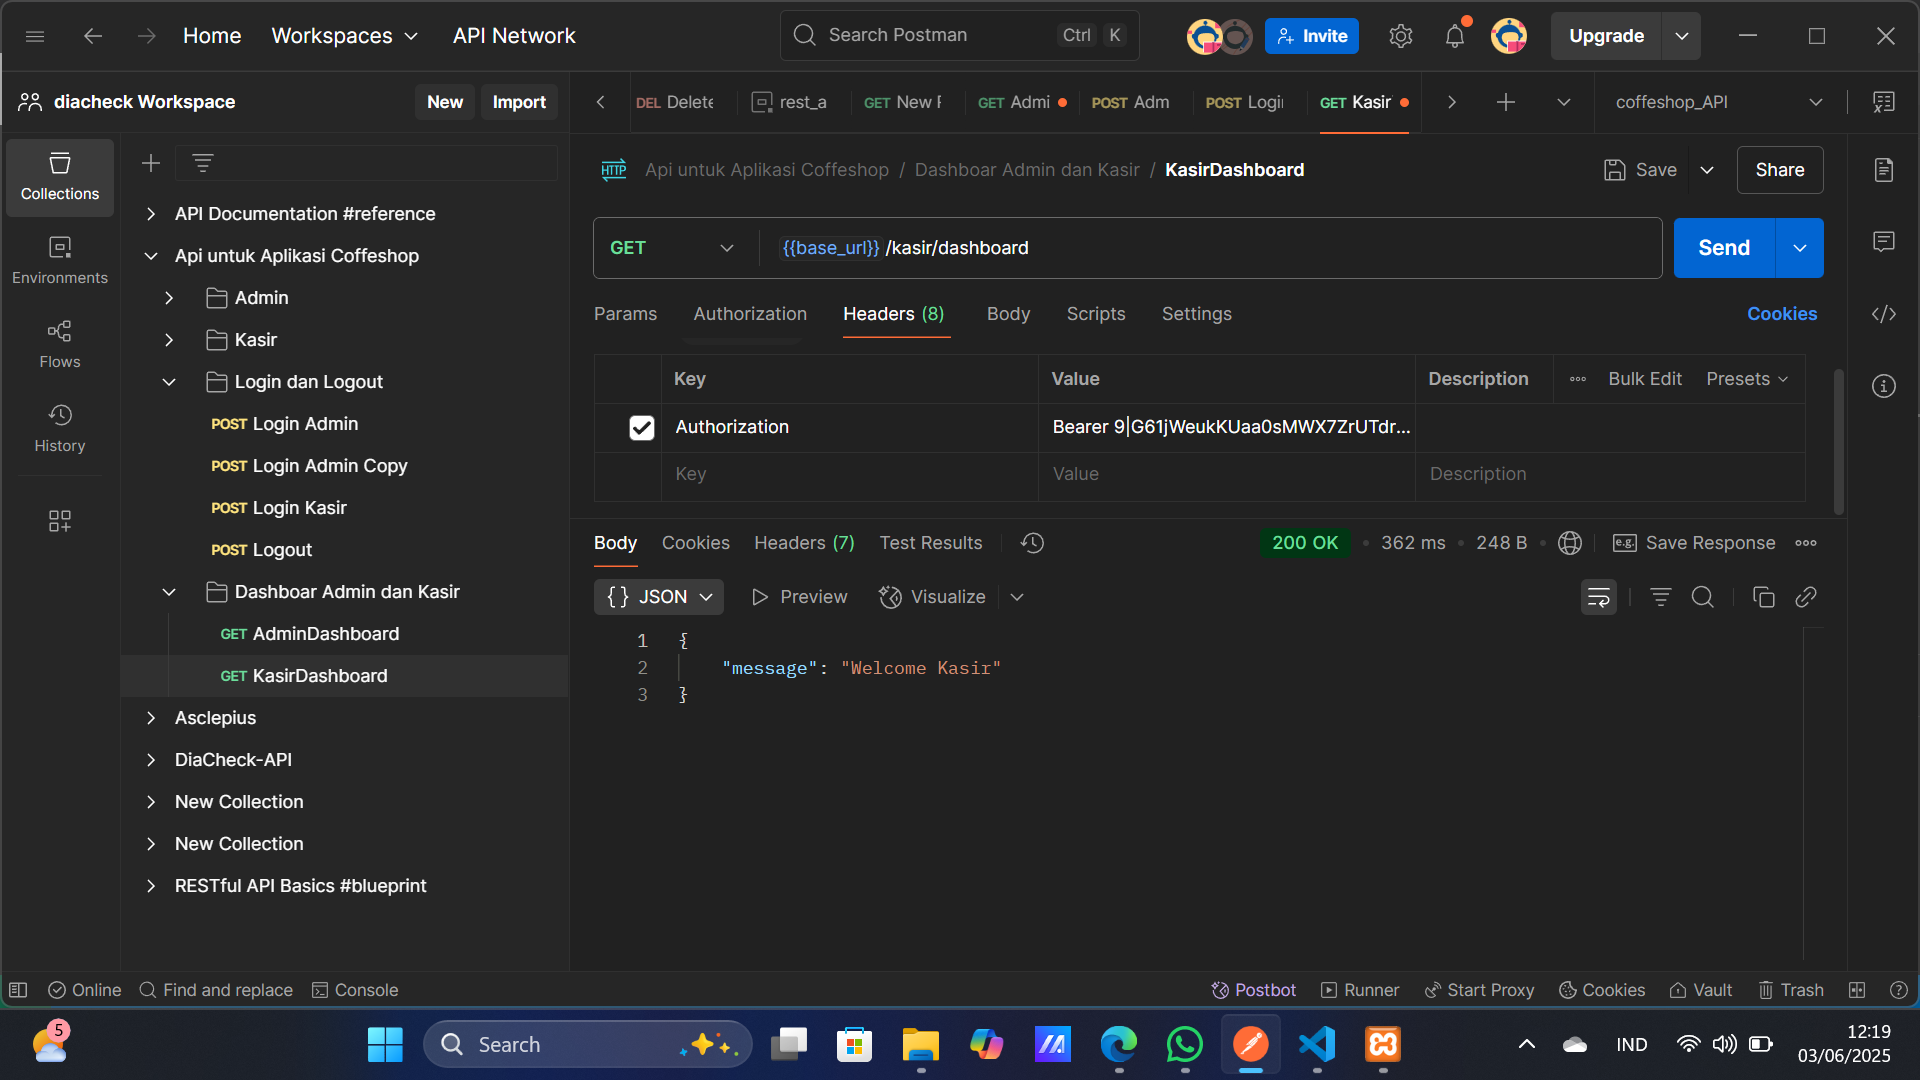 Home
Workspaces
API Network
Search Postman
Ctrl K
Invite
Upgrade
diacheck Workspace
New
Import
DEL Delete
rest_a
GET New
GET Admi
POST Adm
POST Logi
GET Kasir
coffeshop_API
Collections
Environments
Flows
History
API Documentation #reference
Api untuk Aplikasi Coffeshop
Admin
Kasir
Login dan Logout
POST Login Admin
POST Login Admin Copy
POST Login Kasir
POST Logout
Dashboar Admin dan Kasir
GET AdminDashboard
GET KasirDashboard
Asclepius
DiaCheck-API
New Collection
New Collection
RESTful API Basics #blueprint
HTTP Api untuk Aplikasi Coffeshop / Dashboar Admin dan Kasir / KasirDashboard
Save
Share
GET
{{base_url}} /kasir/dashboard
Send
Params
Authorization
Headers (8)
Body
Scripts
Settings
Cookies
Key
Value
Description
Bulk Edit
Presets
Authorization
Bearer 9|G61jWeukKUaa0sMWX7ZrUTdr...
Key
Value
Description
Body
Cookies
Headers (7)
Test Results
200 OK
362 ms
248 B
e.g. Save Response
{} JSON
Preview
Visualize
1 {
2 "message": "Welcome Kasir"
3 }
Online
Find and replace
Console
Postbot
Runner
Start Proxy
Cookies
Vault
Trash
5
Search
IND
12:19
03/06/2025